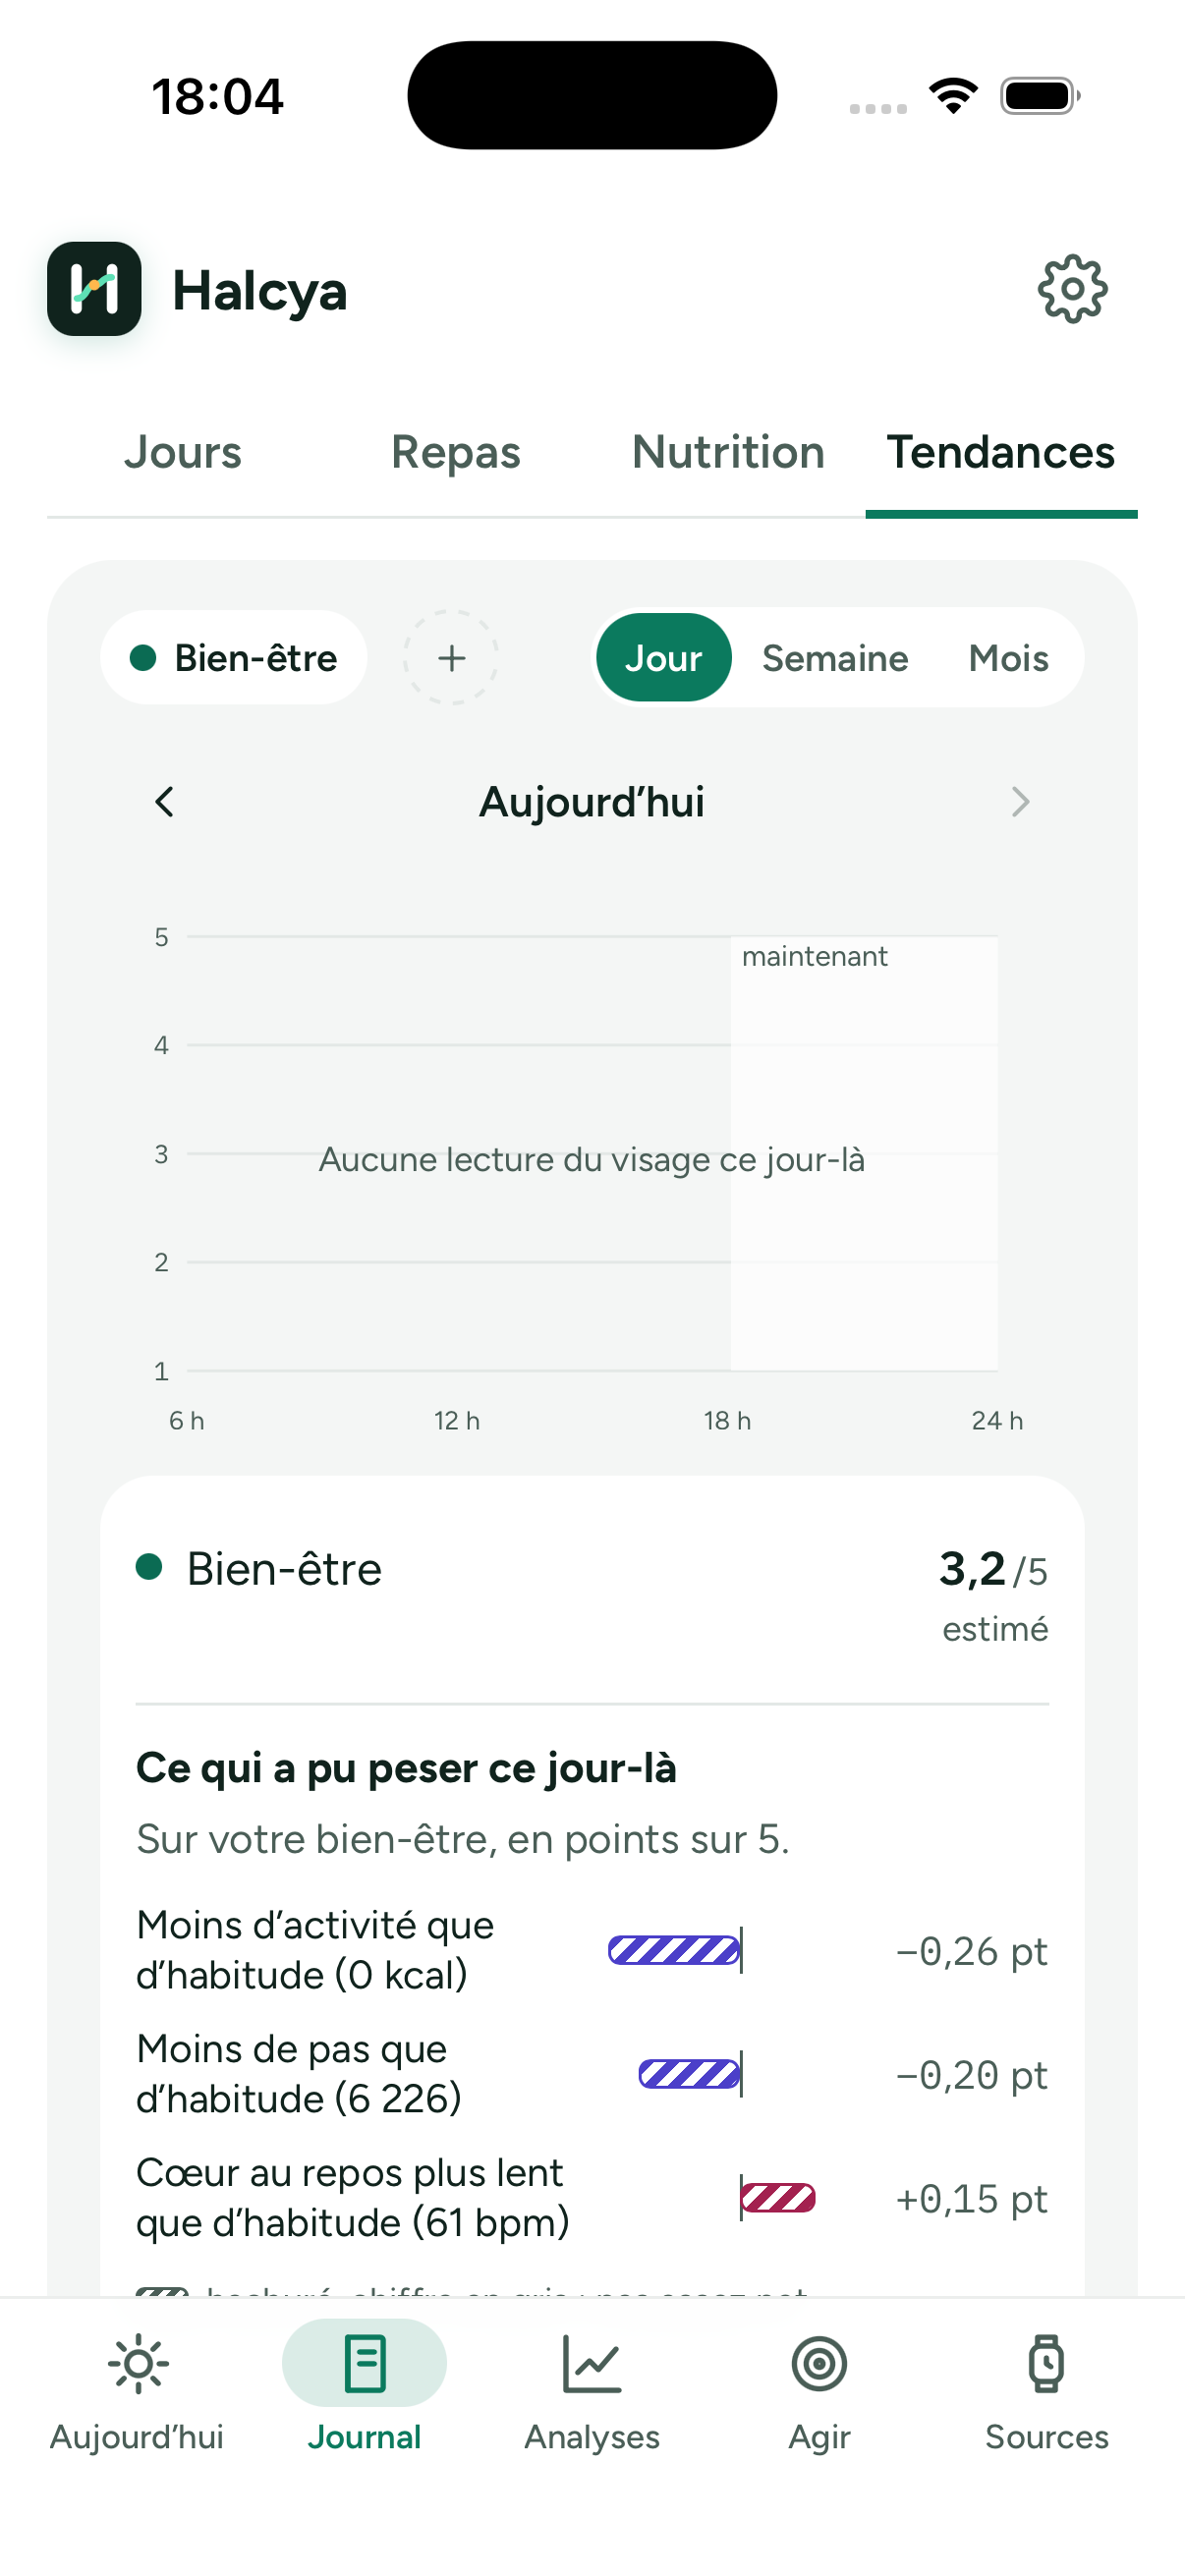 18:04
Halcya
Jours Repas Nutrition Tendances
Bien-être + Jour Semaine Mois
Aujourd’hui
5
maintenant
4
3
Aucune lecture du visage ce jour-là
2
1
6 h 12 h 18 h 24 h
Bien-être 3,2 /5
estimé
Ce qui a pu peser ce jour-là
Sur votre bien-être, en points sur 5.
Moins d’activité que
d’habitude (0 kcal) −0,26 pt
Moins de pas que
d’habitude (6 226) −0,20 pt
Cœur au repos plus lent
que d’habitude (61 bpm) +0,15 pt
Aujourd’hui Journal Analyses Agir Sources